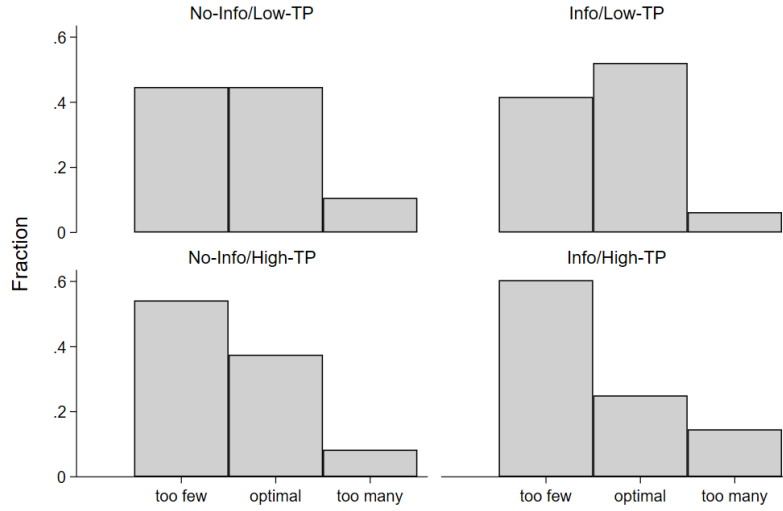 No-Info/Low-TP
Info/Low-TP
.6
.4
.2
0
No-Info/High-TP
Info/High-TP
.6
.4
.2
0
Fraction
too few
optimal
too many
too few
optimal
too many